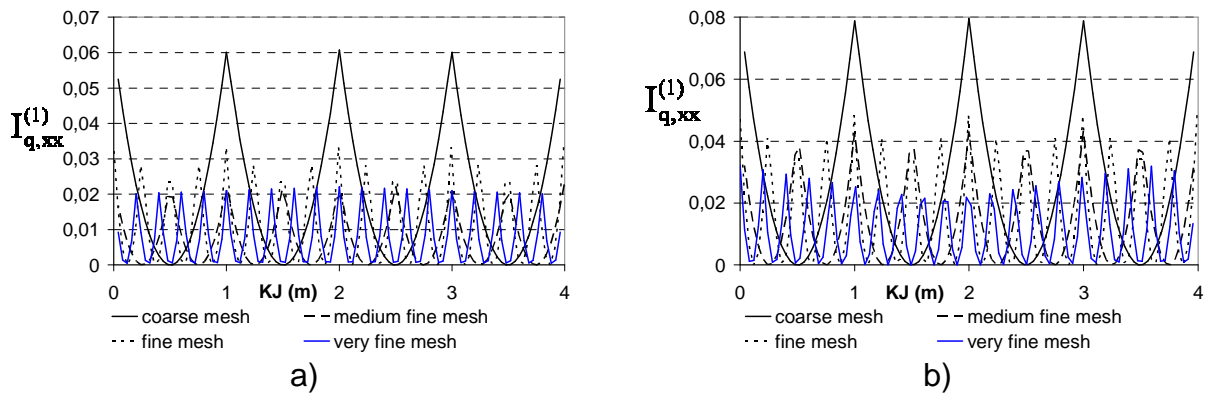 0,07
0,06
0,05
0,04
0,03
0,02
0,01
0
I(1)q,xx
0 1 2 3 4
KJ (m)
coarse mesh medium fine mesh
fine mesh very fine mesh
a)
0,08
0,06
0,04
0,02
0
I(1)q,xx
0 1 2 3 4
KJ (m)
coarse mesh medium fine mesh
fine mesh very fine mesh
b)